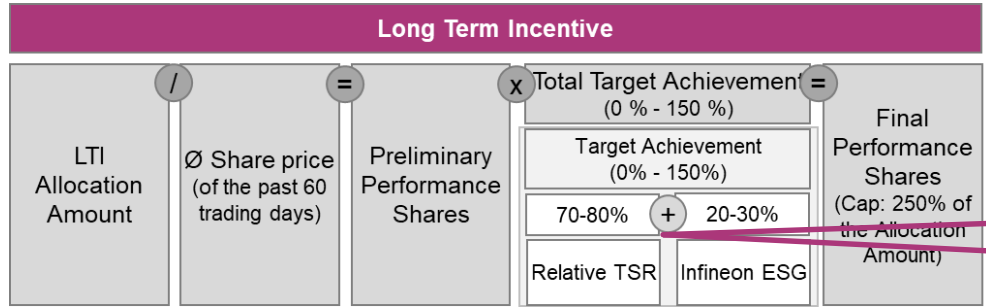 Long Term Incentive
LTI
Allocation
Amount
/
Ø Share price
(of the past 60
trading days)
=
Preliminary
Performance
Shares
x
Total Target Achievement
(0 % - 150 %)
Target Achievement
(0% - 150%)
70-80%
+
20-30%
Relative TSR
Infineon ESG
=
Final
Performance
Shares
(Cap: 250% of
the Allocation
Amount)